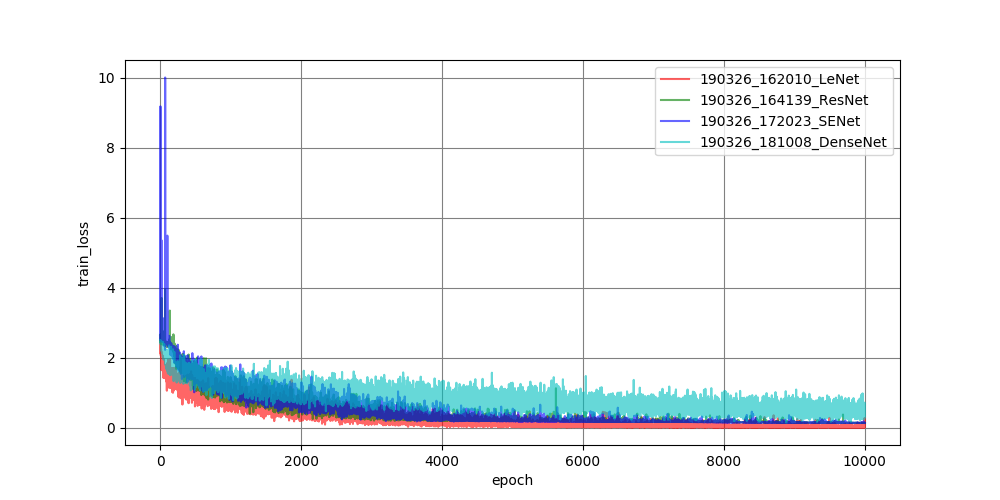 10
8
6
4
2
0
train_loss
190326_162010_LeNet
190326_164139_ResNet
190326_172023_SENet
190326_181008_DenseNet
0 2000 4000 6000 8000 10000
epoch